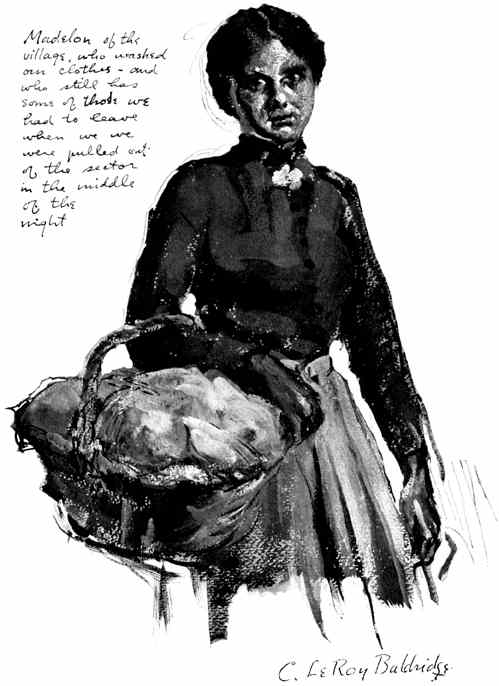 Madelon of the
village, who washed
our clothes - and
who still has
some of those we
had to leave
when we we
were pulled out
of the sector
in the middle
of the
night
C. LeRoy Baldridge.